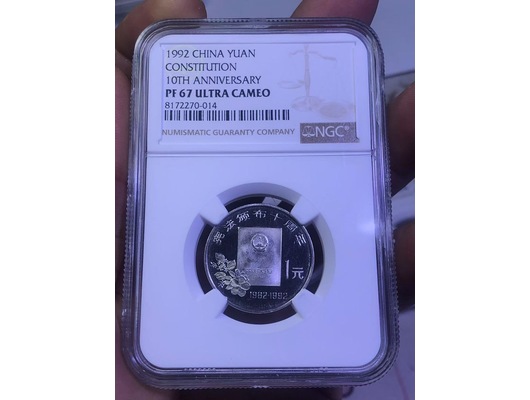 1992 CHINA YUAN
CONSTITUTION
10TH ANNIVERSARY
PF 67 ULTRA CAMEO
8172270-014
NUMISMATIC GUARANTY COMPANY
NGC
宪法颁布十周年
1元
1982-1992